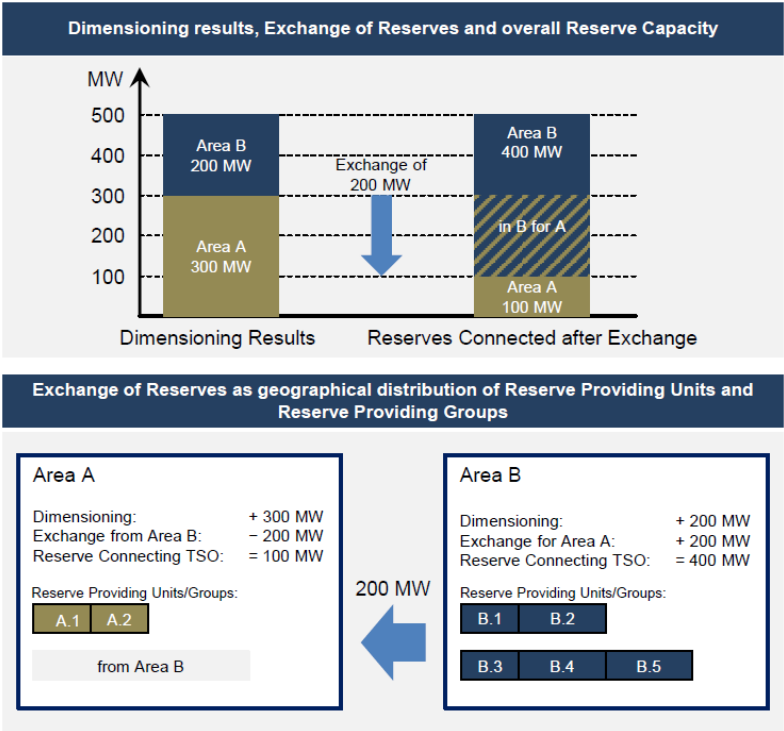 Dimensioning results, Exchange of Reserves and overall Reserve Capacity
MW
500
400
300
200
100
Area B
200 MW
Area A
300 MW
Exchange of
200 MW
Area B
400 MW
in B for A
Area A
100 MW
Dimensioning Results
Reserves Connected after Exchange
Exchange of Reserves as geographical distribution of Reserve Providing Units and
Reserve Providing Groups
Area A
Dimensioning: + 300 MW
Exchange from Area B: − 200 MW
Reserve Connecting TSO: = 100 MW
Reserve Providing Units/Groups:
A.1 A.2
from Area B
200 MW
Area B
Dimensioning: + 200 MW
Exchange for Area A: + 200 MW
Reserve Connecting TSO: = 400 MW
Reserve Providing Units/Groups:
B.1 B.2
B.3 B.4 B.5